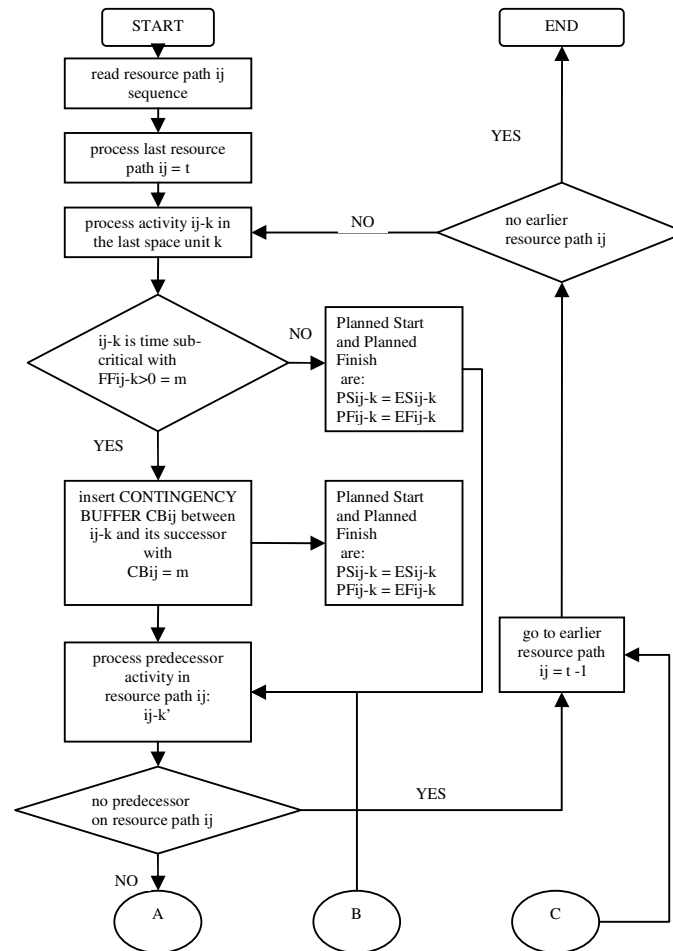 START
read resource path ij
sequence
process last resource
path ij = t
process activity ij-k in
the last space unit k
ij-k is time sub-
critical with
FFij-k>0 = m
NO
Planned Start
and Planned
Finish
are:
PSij-k = ESij-k
PFij-k = EFij-k
YES
insert CONTINGENCY
BUFFER CBij between
ij-k and its successor
with
CBij = m
Planned Start
and Planned
Finish
are:
PSij-k = ESij-k
PFij-k = EFij-k
process predecessor
activity in
resource path ij:
ij-k’
no predecessor
on resource path ij
YES
NO
A
B
C
go to earlier
resource path
ij = t -1
no earlier
resource path ij
NO
YES
END